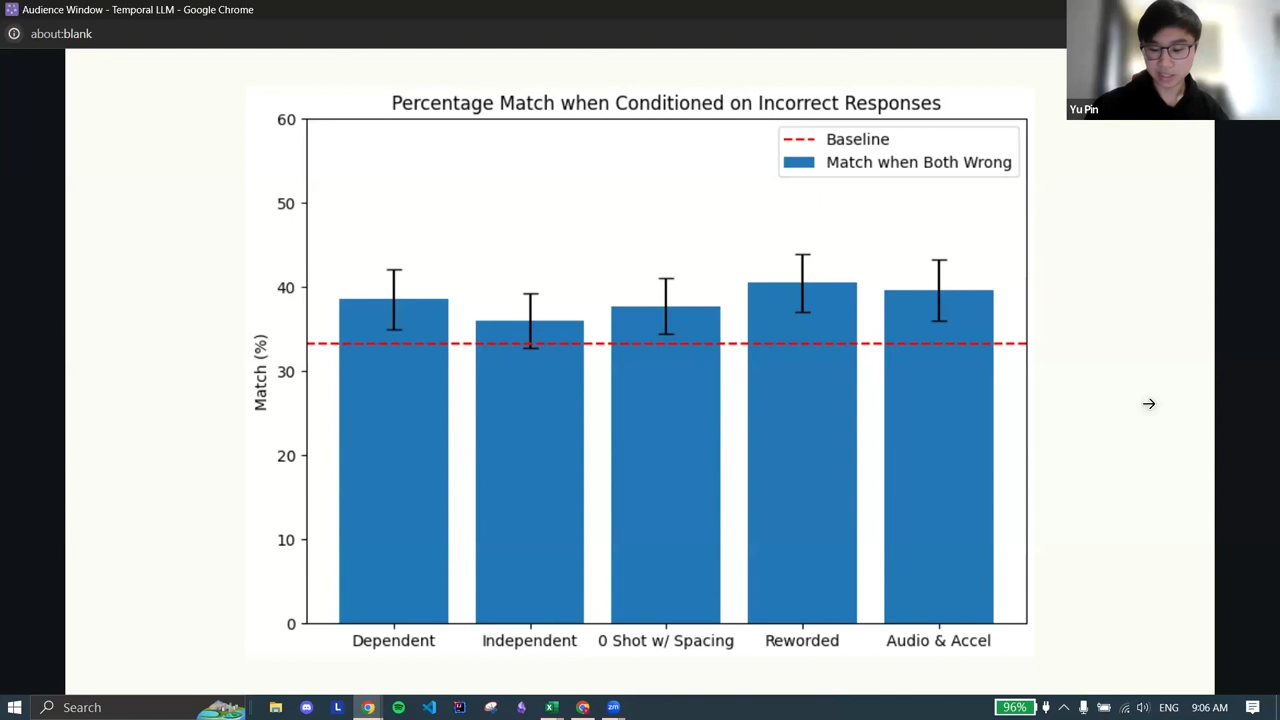 Audience Window - Temporal LLM - Google Chrome
about:blank
Yu Pin
Percentage Match when Conditioned on Incorrect Responses
Baseline
Match when Both Wrong
60
50
40
30
20
10
0
Match (%)
Dependent
Independent
0 Shot w/ Spacing
Reworded
Audio & Accel
Search
96%
ENG
9:06 AM